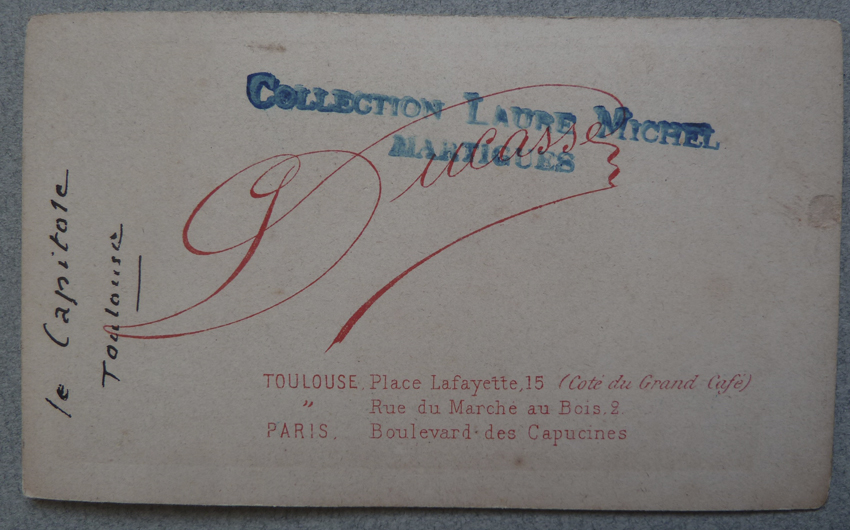 COLLECTION LAURE MICHEL
MARTIGUES
Ducasse
le Capitole
Toulouse
TOULOUSE. Place Lafayette, 15 (Coté du Grand Café)
" Rue du Marché au Bois. 2.
PARIS. Boulevard des Capucines